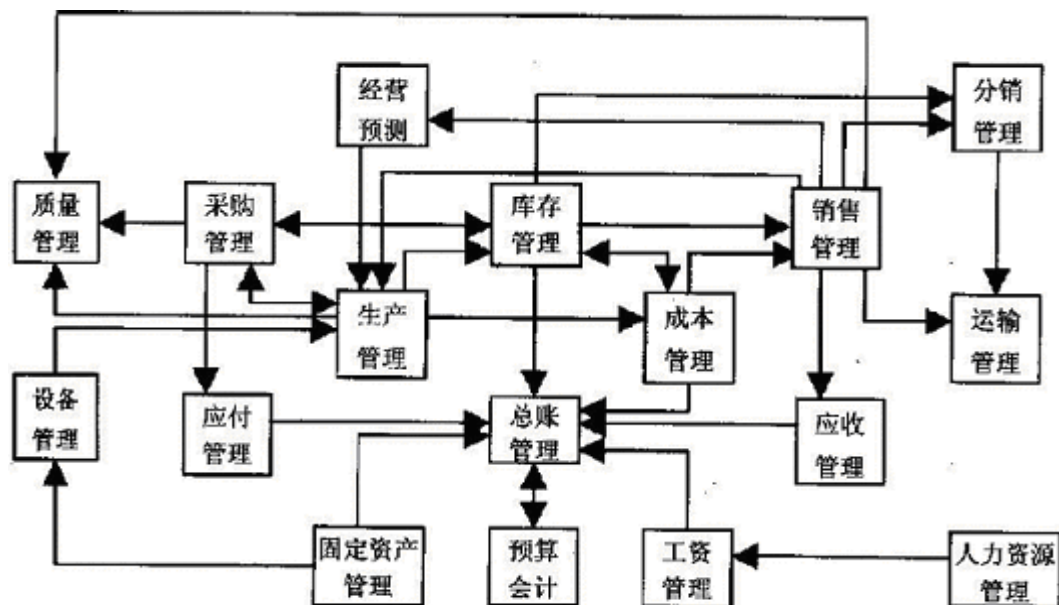 经营
预测
分销
管理
质量
管理
采购
管理
库存
管理
销售
管理
生产
管理
成本
管理
运输
管理
设备
管理
应付
管理
总账
管理
应收
管理
固定资产
管理
预算
会计
工资
管理
人力资源
管理